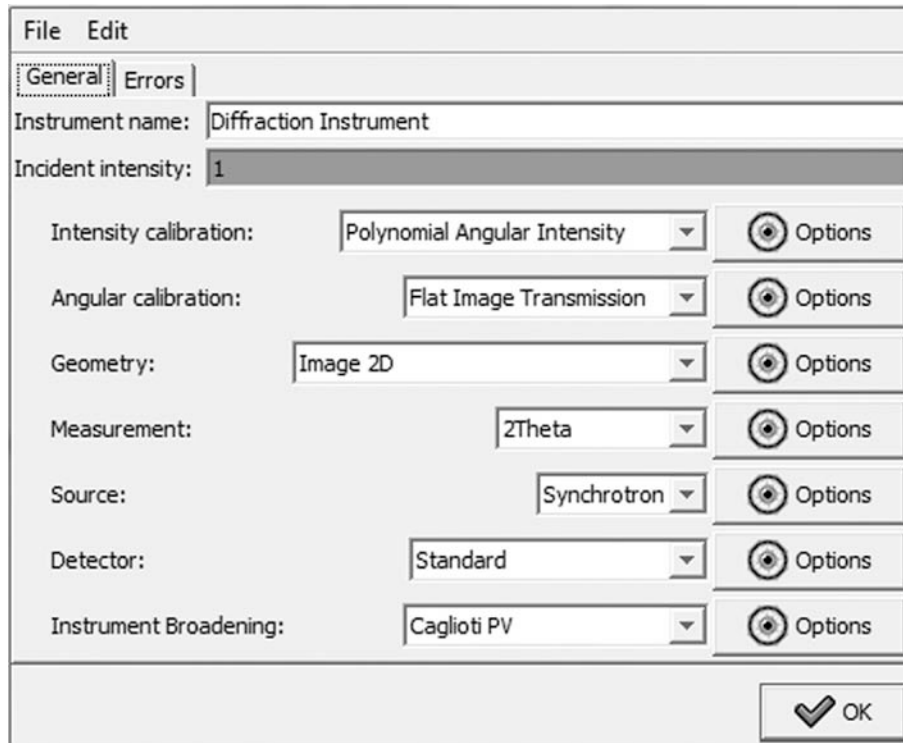 File Edit
General Errors
Instrument name: Diffraction Instrument
Incident intensity: 1
Intensity calibration: Polynomial Angular Intensity Options
Angular calibration: Flat Image Transmission Options
Geometry: Image 2D Options
Measurement: 2Theta Options
Source: Synchrotron Options
Detector: Standard Options
Instrument Broadening: Caglioti PV Options
OK